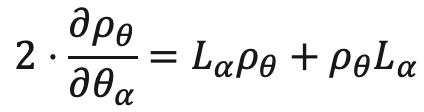 2 · ∂ρ_θ/∂θ_α = L_αρ_θ + ρ_θL_α